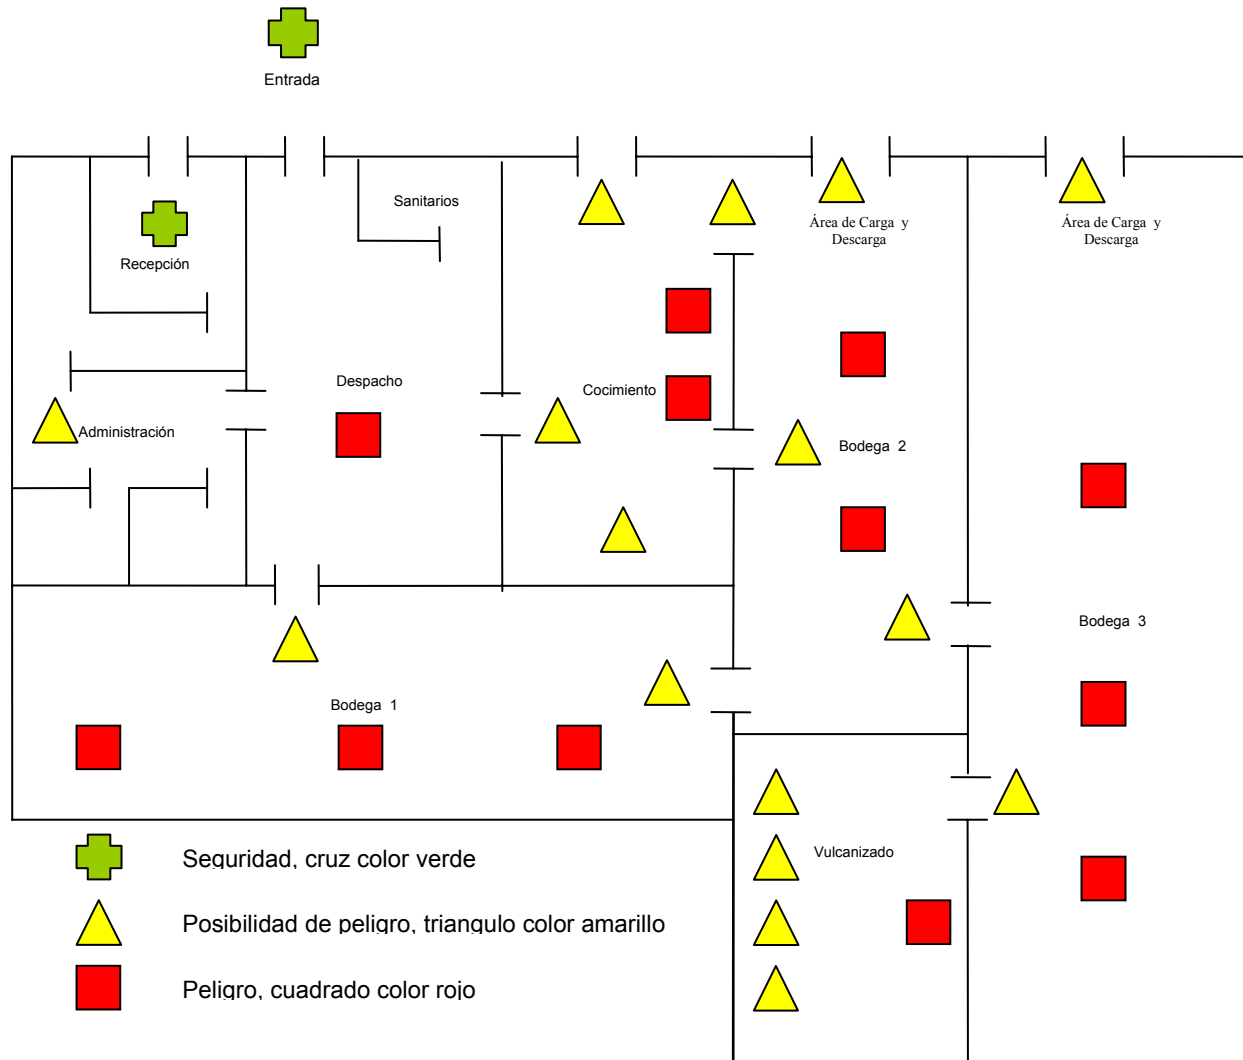 Entrada
Sanitarios
Área de Carga y
Descarga
Área de Carga y
Descarga
Recepción
Despacho
Cocimiento
Administración
Bodega 2
Bodega 3
Bodega 1
Vulcanizado
Seguridad, cruz color verde
Posibilidad de peligro, triangulo color amarillo
Peligro, cuadrado color rojo